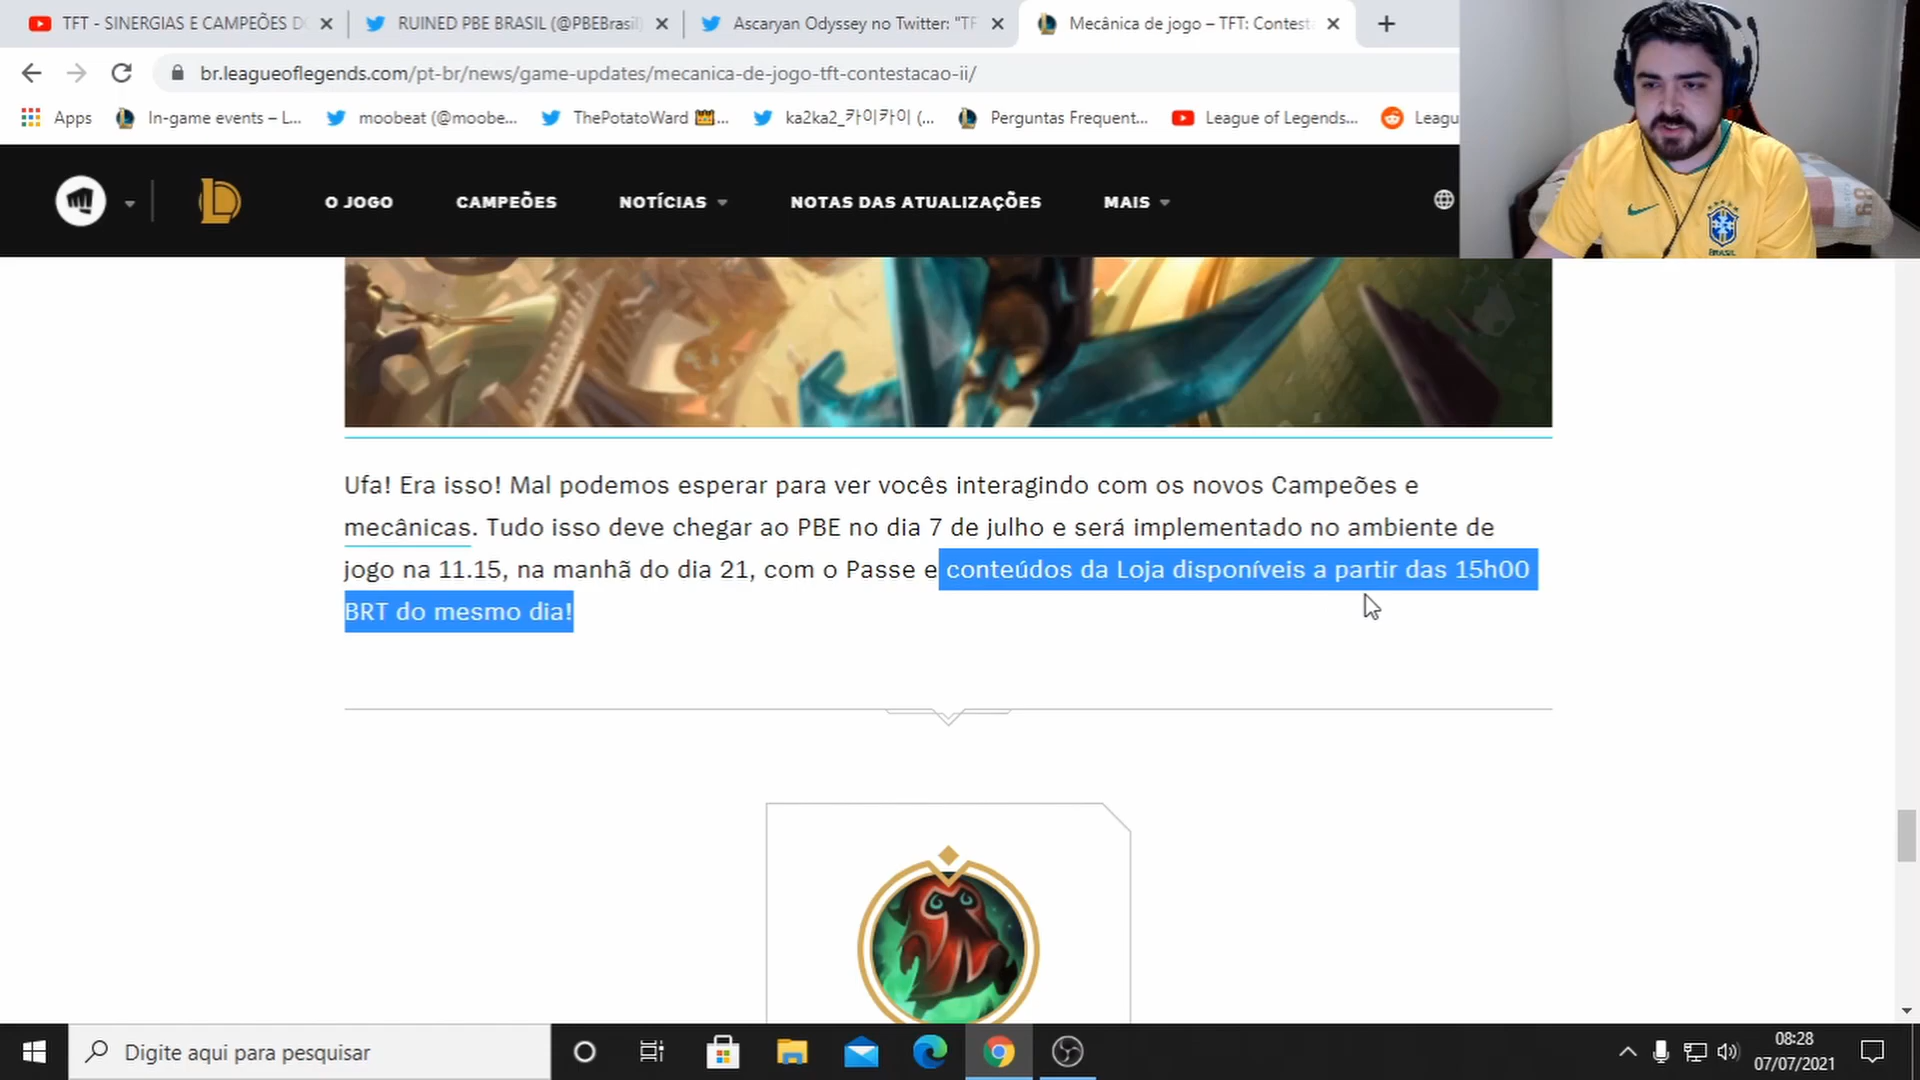 TFT - SINERGIAS E CAMPEÕES D
RUINED PBE BRASIL (@PBEBrasil
Ascaryan Odyssey no Twitter: "TF
Mecânica de jogo – TFT: Contest
br.leagueoflegends.com/pt-br/news/game-updates/mecanica-de-jogo-tft-contestacao-ii/
Apps
In-game events – L...
moobeat (@moobe...
ThePotatoWard 👑...
ka2ka2_카이카이 (...
Perguntas Frequent...
League of Legends...
Leagu
O JOGO
CAMPEÕES
NOTÍCIAS
NOTAS DAS ATUALIZAÇÕES
MAIS
BRASIL
Ufa! Era isso! Mal podemos esperar para ver vocês interagindo com os novos Campeões e
mecânicas. Tudo isso deve chegar ao PBE no dia 7 de julho e será implementado no ambiente de
jogo na 11.15, na manhã do dia 21, com o Passe e conteúdos da Loja disponíveis a partir das 15h00
BRT do mesmo dia!
Digite aqui para pesquisar
08:28
07/07/2021